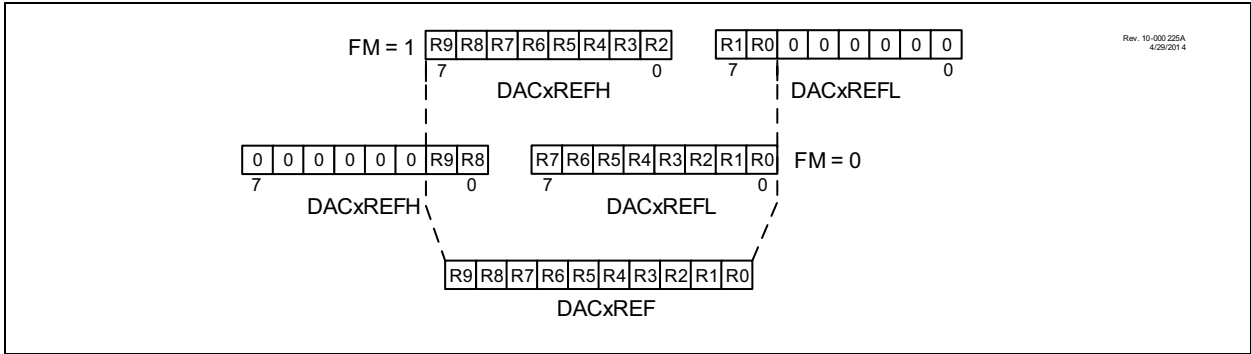 FM = 1 R9 R8 R7 R6 R5 R4 R3 R2 R1 R0 0 0 0 0 0 0
7 0 7 0
DACxREFH DACxREFL
Rev. 10-000 225A
4/29/201 4
0 0 0 0 0 0 R9 R8 R7 R6 R5 R4 R3 R2 R1 R0 FM = 0
7 0 7 0
DACxREFH DACxREFL
R9 R8 R7 R6 R5 R4 R3 R2 R1 R0
DACxREF